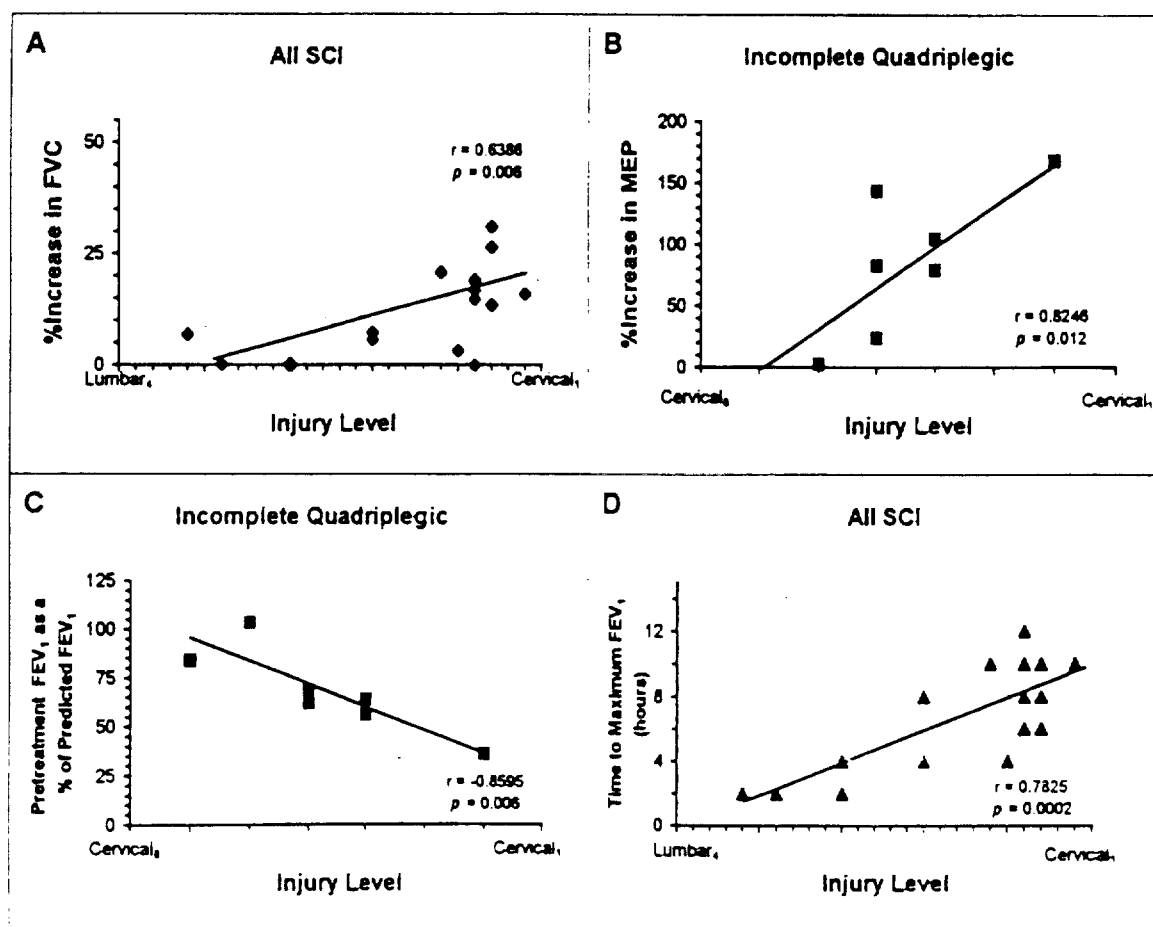 A
All SCI
%Increase in FVC
50
25
0
r = 0.6386
p = 0.006
Lumbar₄
Cervical₁
Injury Level
B
Incomplete Quadriplegic
%Increase in MEP
200
150
100
50
0
r = 0.8246
p = 0.012
Cervical₈
Cervical₁
Injury Level
C
Incomplete Quadriplegic
Pretreatment FEV₁ as a
% of Predicted FEV₁
125
100
75
50
25
0
r = -0.8595
p = 0.006
Cervical₈
Cervical₁
Injury Level
D
All SCI
Time to Maximum FEV₁
(hours)
12
8
4
0
r = 0.7825
p = 0.0002
Lumbar₄
Cervical₁
Injury Level